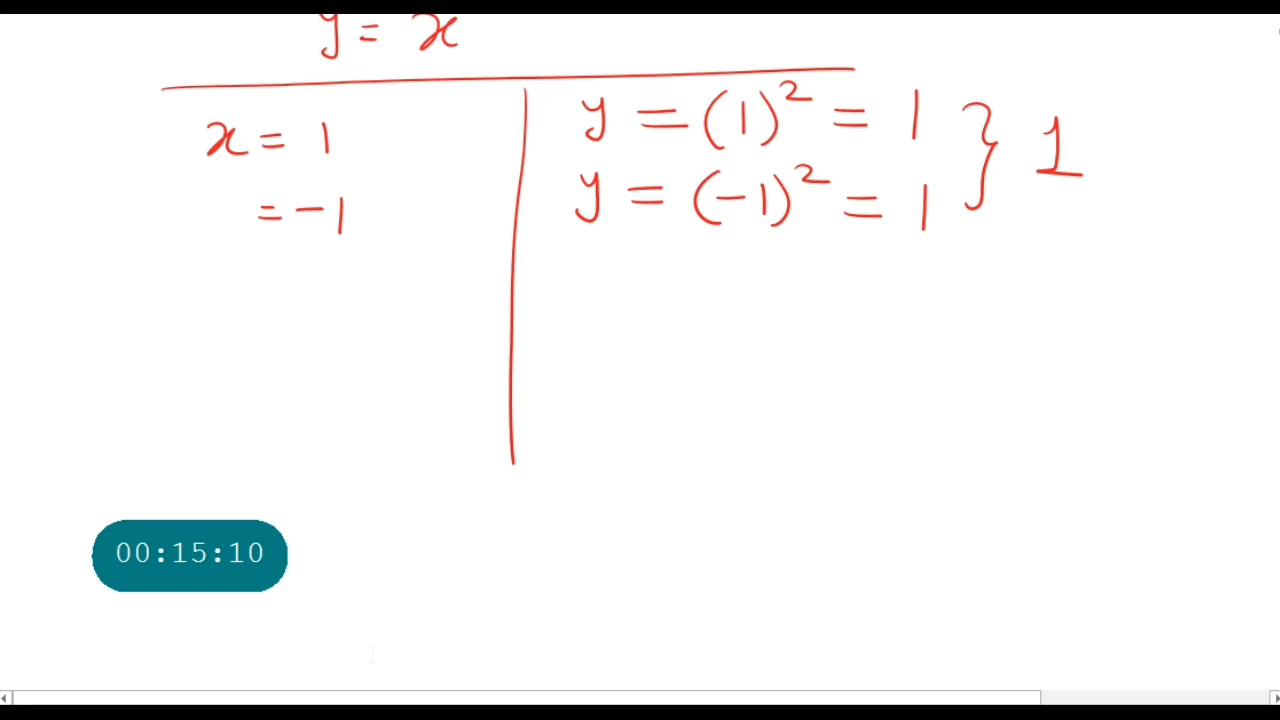 y = x
x = 1
= -1
y = (1)² = 1
y = (-1)² = 1
} 1
00:15:10